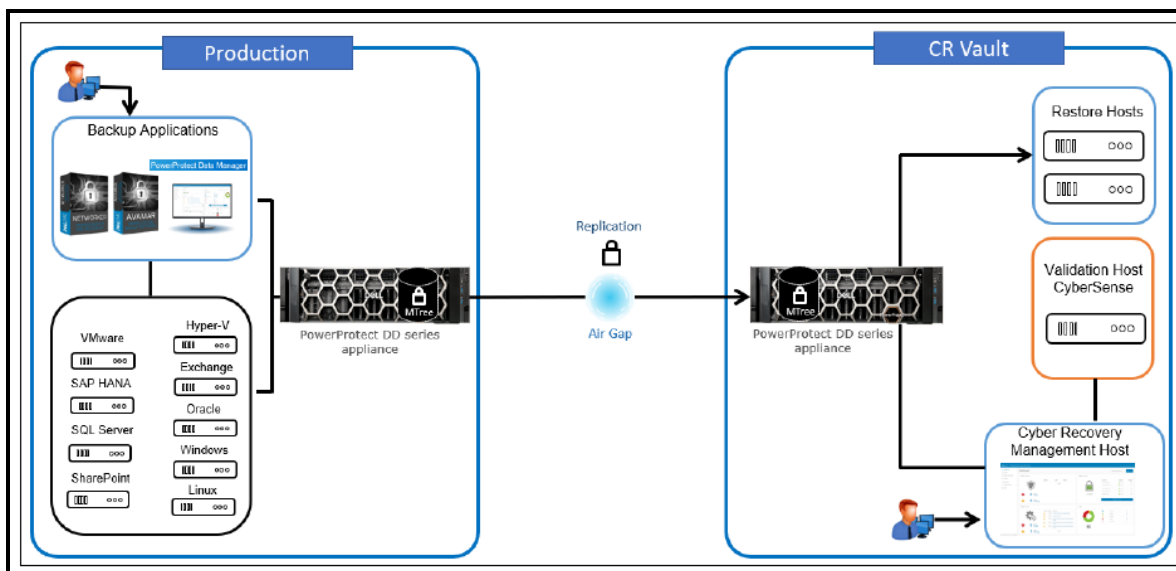 Production
Backup Applications
PowerProtect Data Manager
NETWORKER
AVAMAR
VMware
SAP HANA
SQL Server
SharePoint
Hyper-V
Exchange
Oracle
Windows
Linux
DELL
MTree
PowerProtect DD series
appliance
Replication
Air Gap
CR Vault
MTree
PowerProtect DD series
appliance
Restore Hosts
Validation Host
CyberSense
Cyber Recovery
Management Host